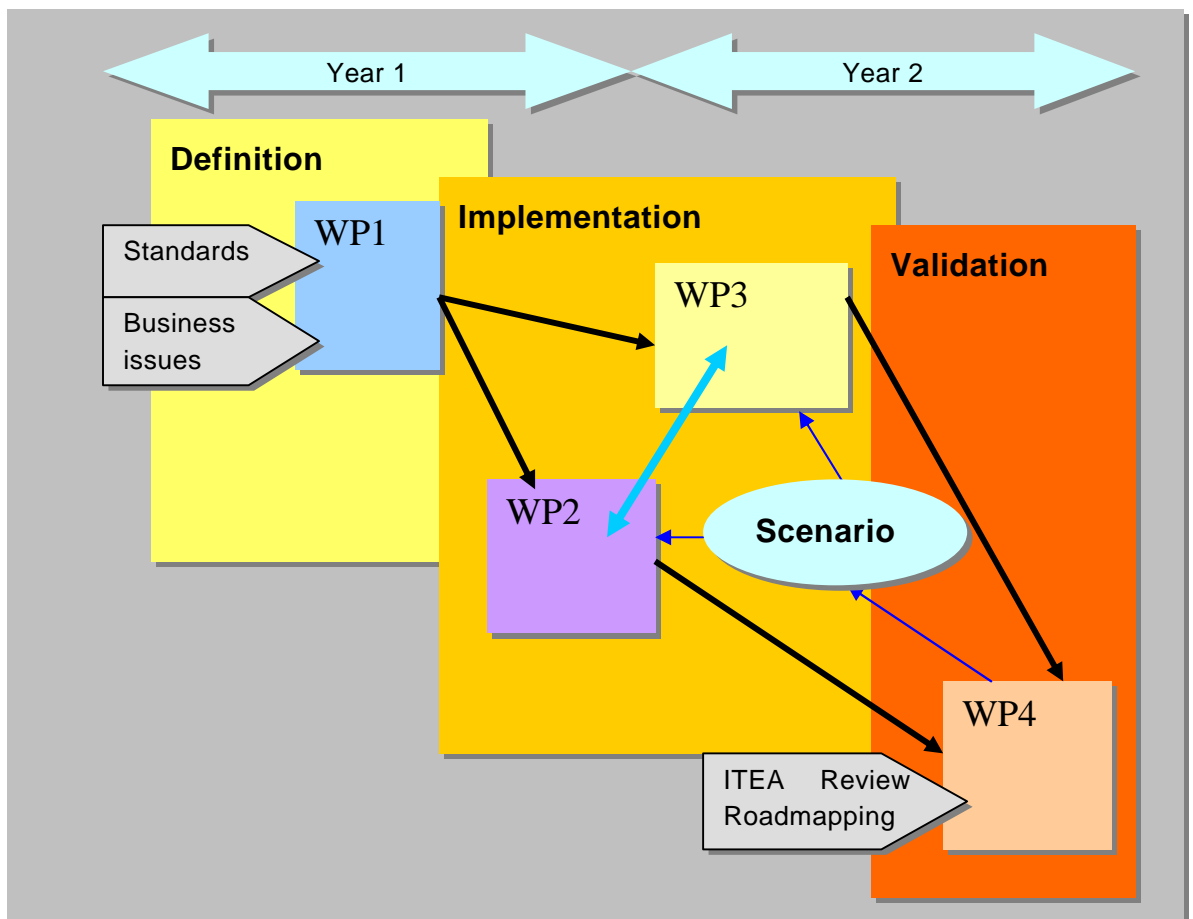 Year 1
Year 2
Definition
Implementation
Validation
WP1
Standards
Business
issues
WP3
WP2
Scenario
WP4
ITEA Review
Roadmapping